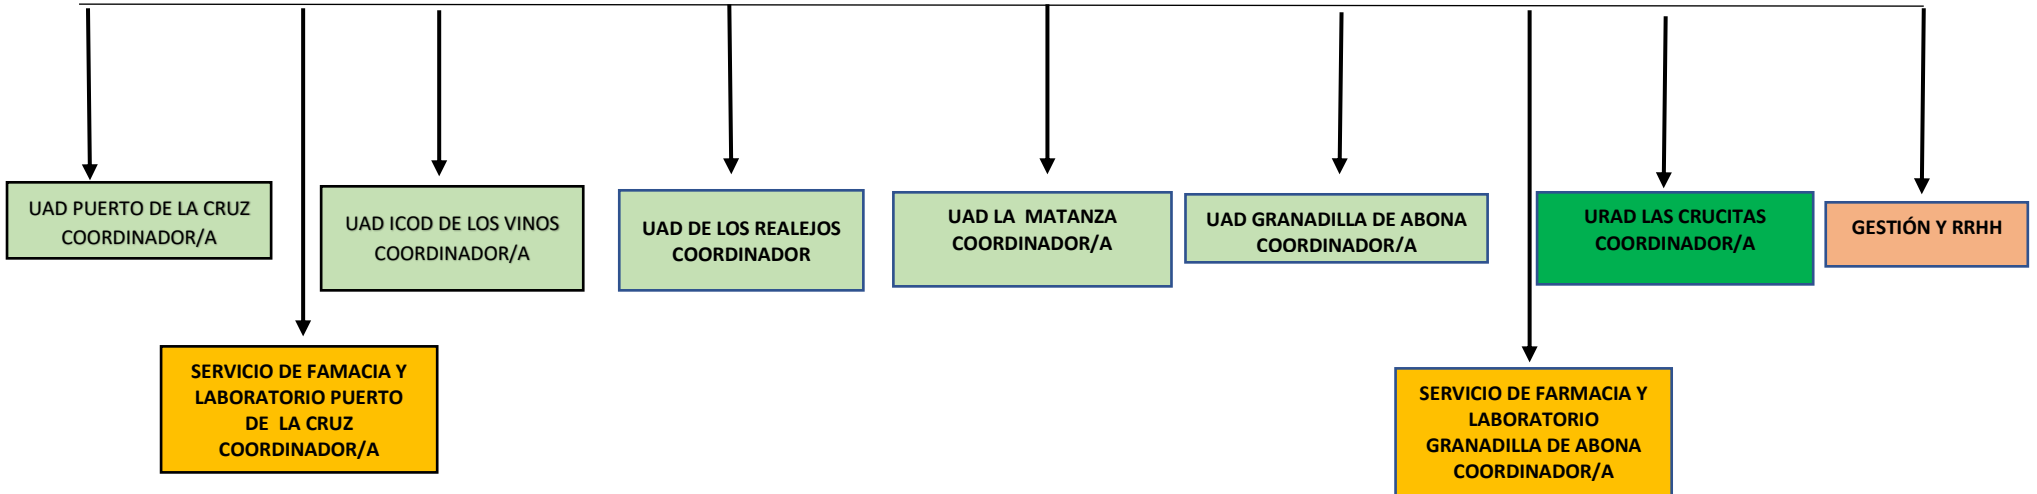 UAD PUERTO DE LA CRUZ
COORDINADOR/A
UAD ICOD DE LOS VINOS
COORDINADOR/A
UAD DE LOS REALEJOS
COORDINADOR
UAD LA MATANZA
COORDINADOR/A
UAD GRANADILLA DE ABONA
COORDINADOR/A
URAD LAS CRUCITAS
COORDINADOR/A
GESTIÓN Y RRHH
SERVICIO DE FAMACIA Y
LABORATORIO PUERTO
DE LA CRUZ
COORDINADOR/A
SERVICIO DE FARMACIA Y
LABORATORIO
GRANADILLA DE ABONA
COORDINADOR/A